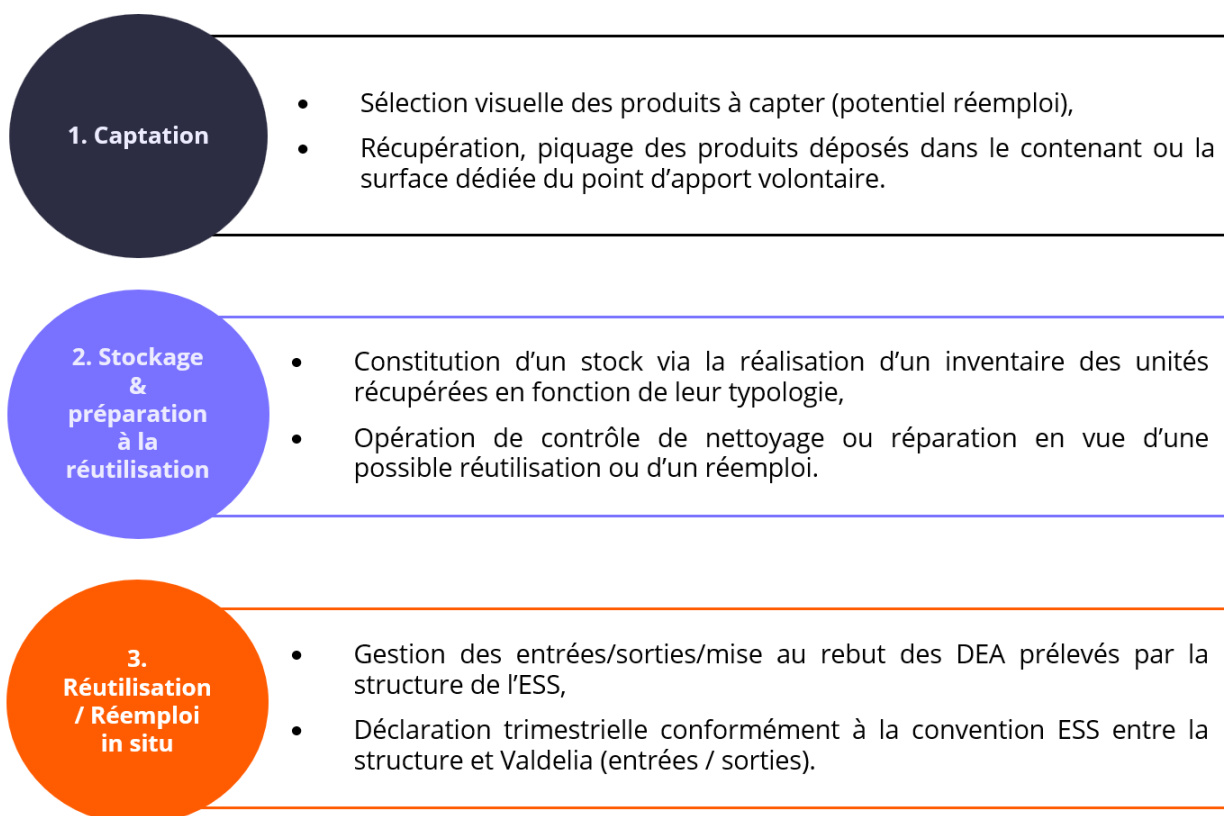 1. Captation
• Sélection visuelle des produits à capter (potentiel réemploi),
• Récupération, piquage des produits déposés dans le contenant ou la
surface dédiée du point d’apport volontaire.
2. Stockage
&
préparation
à la
réutilisation
• Constitution d’un stock via la réalisation d’un inventaire des unités
récupérées en fonction de leur typologie,
• Opération de contrôle de nettoyage ou réparation en vue d’une
possible réutilisation ou d’un réemploi.
3.
Réutilisation
/ Réemploi
in situ
• Gestion des entrées/sorties/mise au rebut des DEA prélevés par la
structure de l’ESS,
• Déclaration trimestrielle conformément à la convention ESS entre la
structure et Valdelia (entrées / sorties).